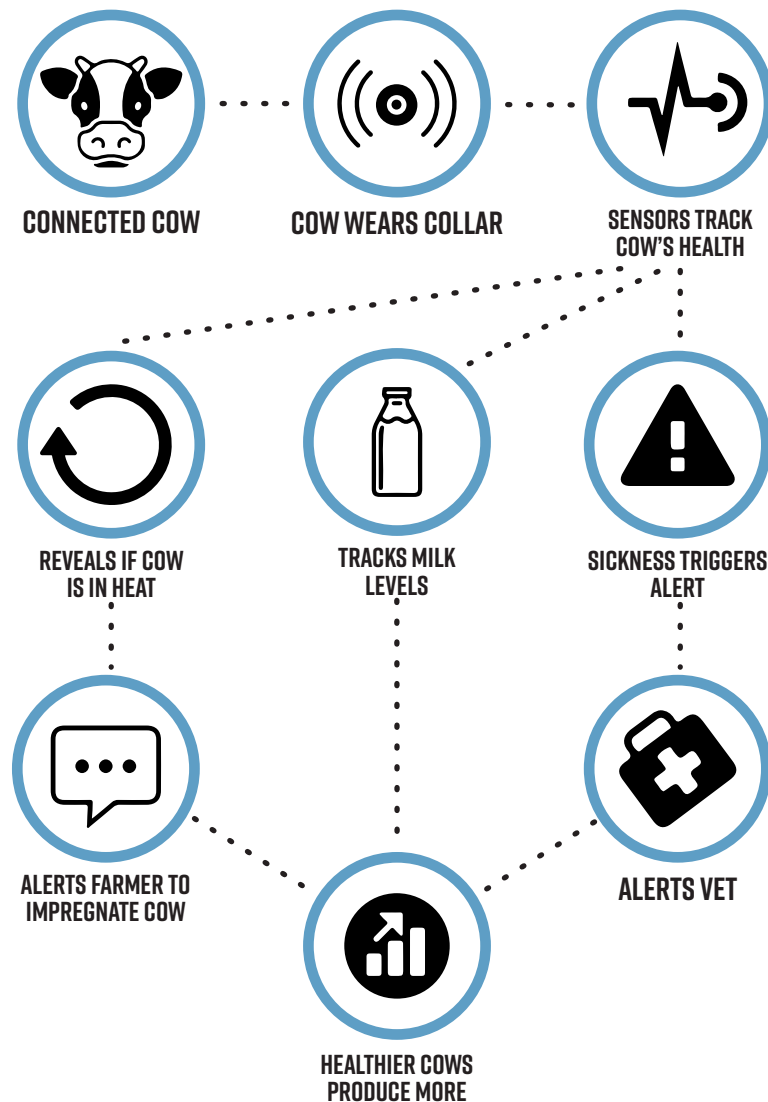 CONNECTED COW
COW WEARS COLLAR
SENSORS TRACK
COW'S HEALTH
REVEALS IF COW
IS IN HEAT
TRACKS MILK
LEVELS
SICKNESS TRIGGERS
ALERT
ALERTS FARMER TO
IMPREGNATE COW
ALERTS VET
HEALTHIER COWS
PRODUCE MORE